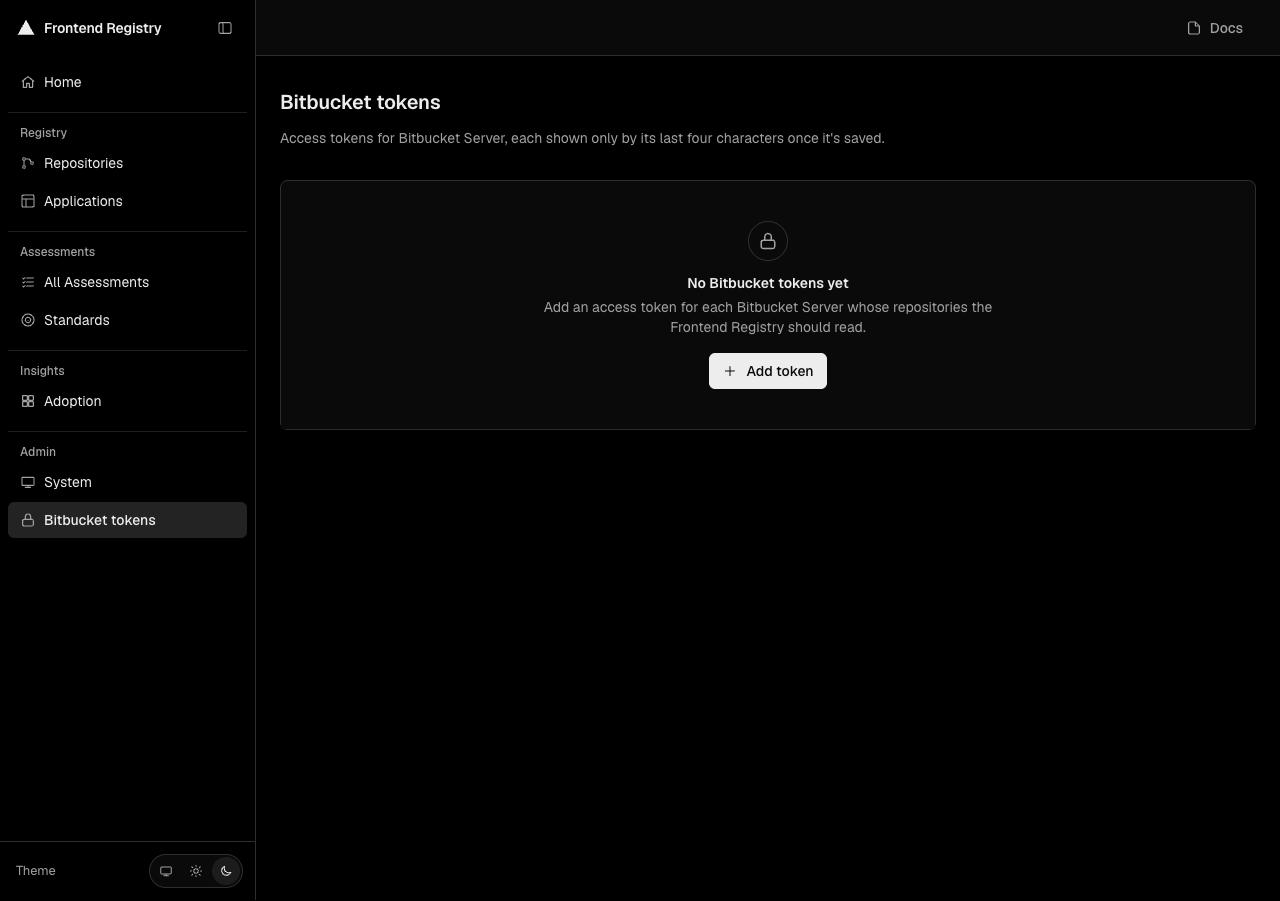 Frontend Registry
Docs
Home
Registry
Repositories
Applications
Assessments
All Assessments
Standards
Insights
Adoption
Admin
System
Bitbucket tokens
Theme
Bitbucket tokens
Access tokens for Bitbucket Server, each shown only by its last four characters once it's saved.
No Bitbucket tokens yet
Add an access token for each Bitbucket Server whose repositories the
Frontend Registry should read.
Add token